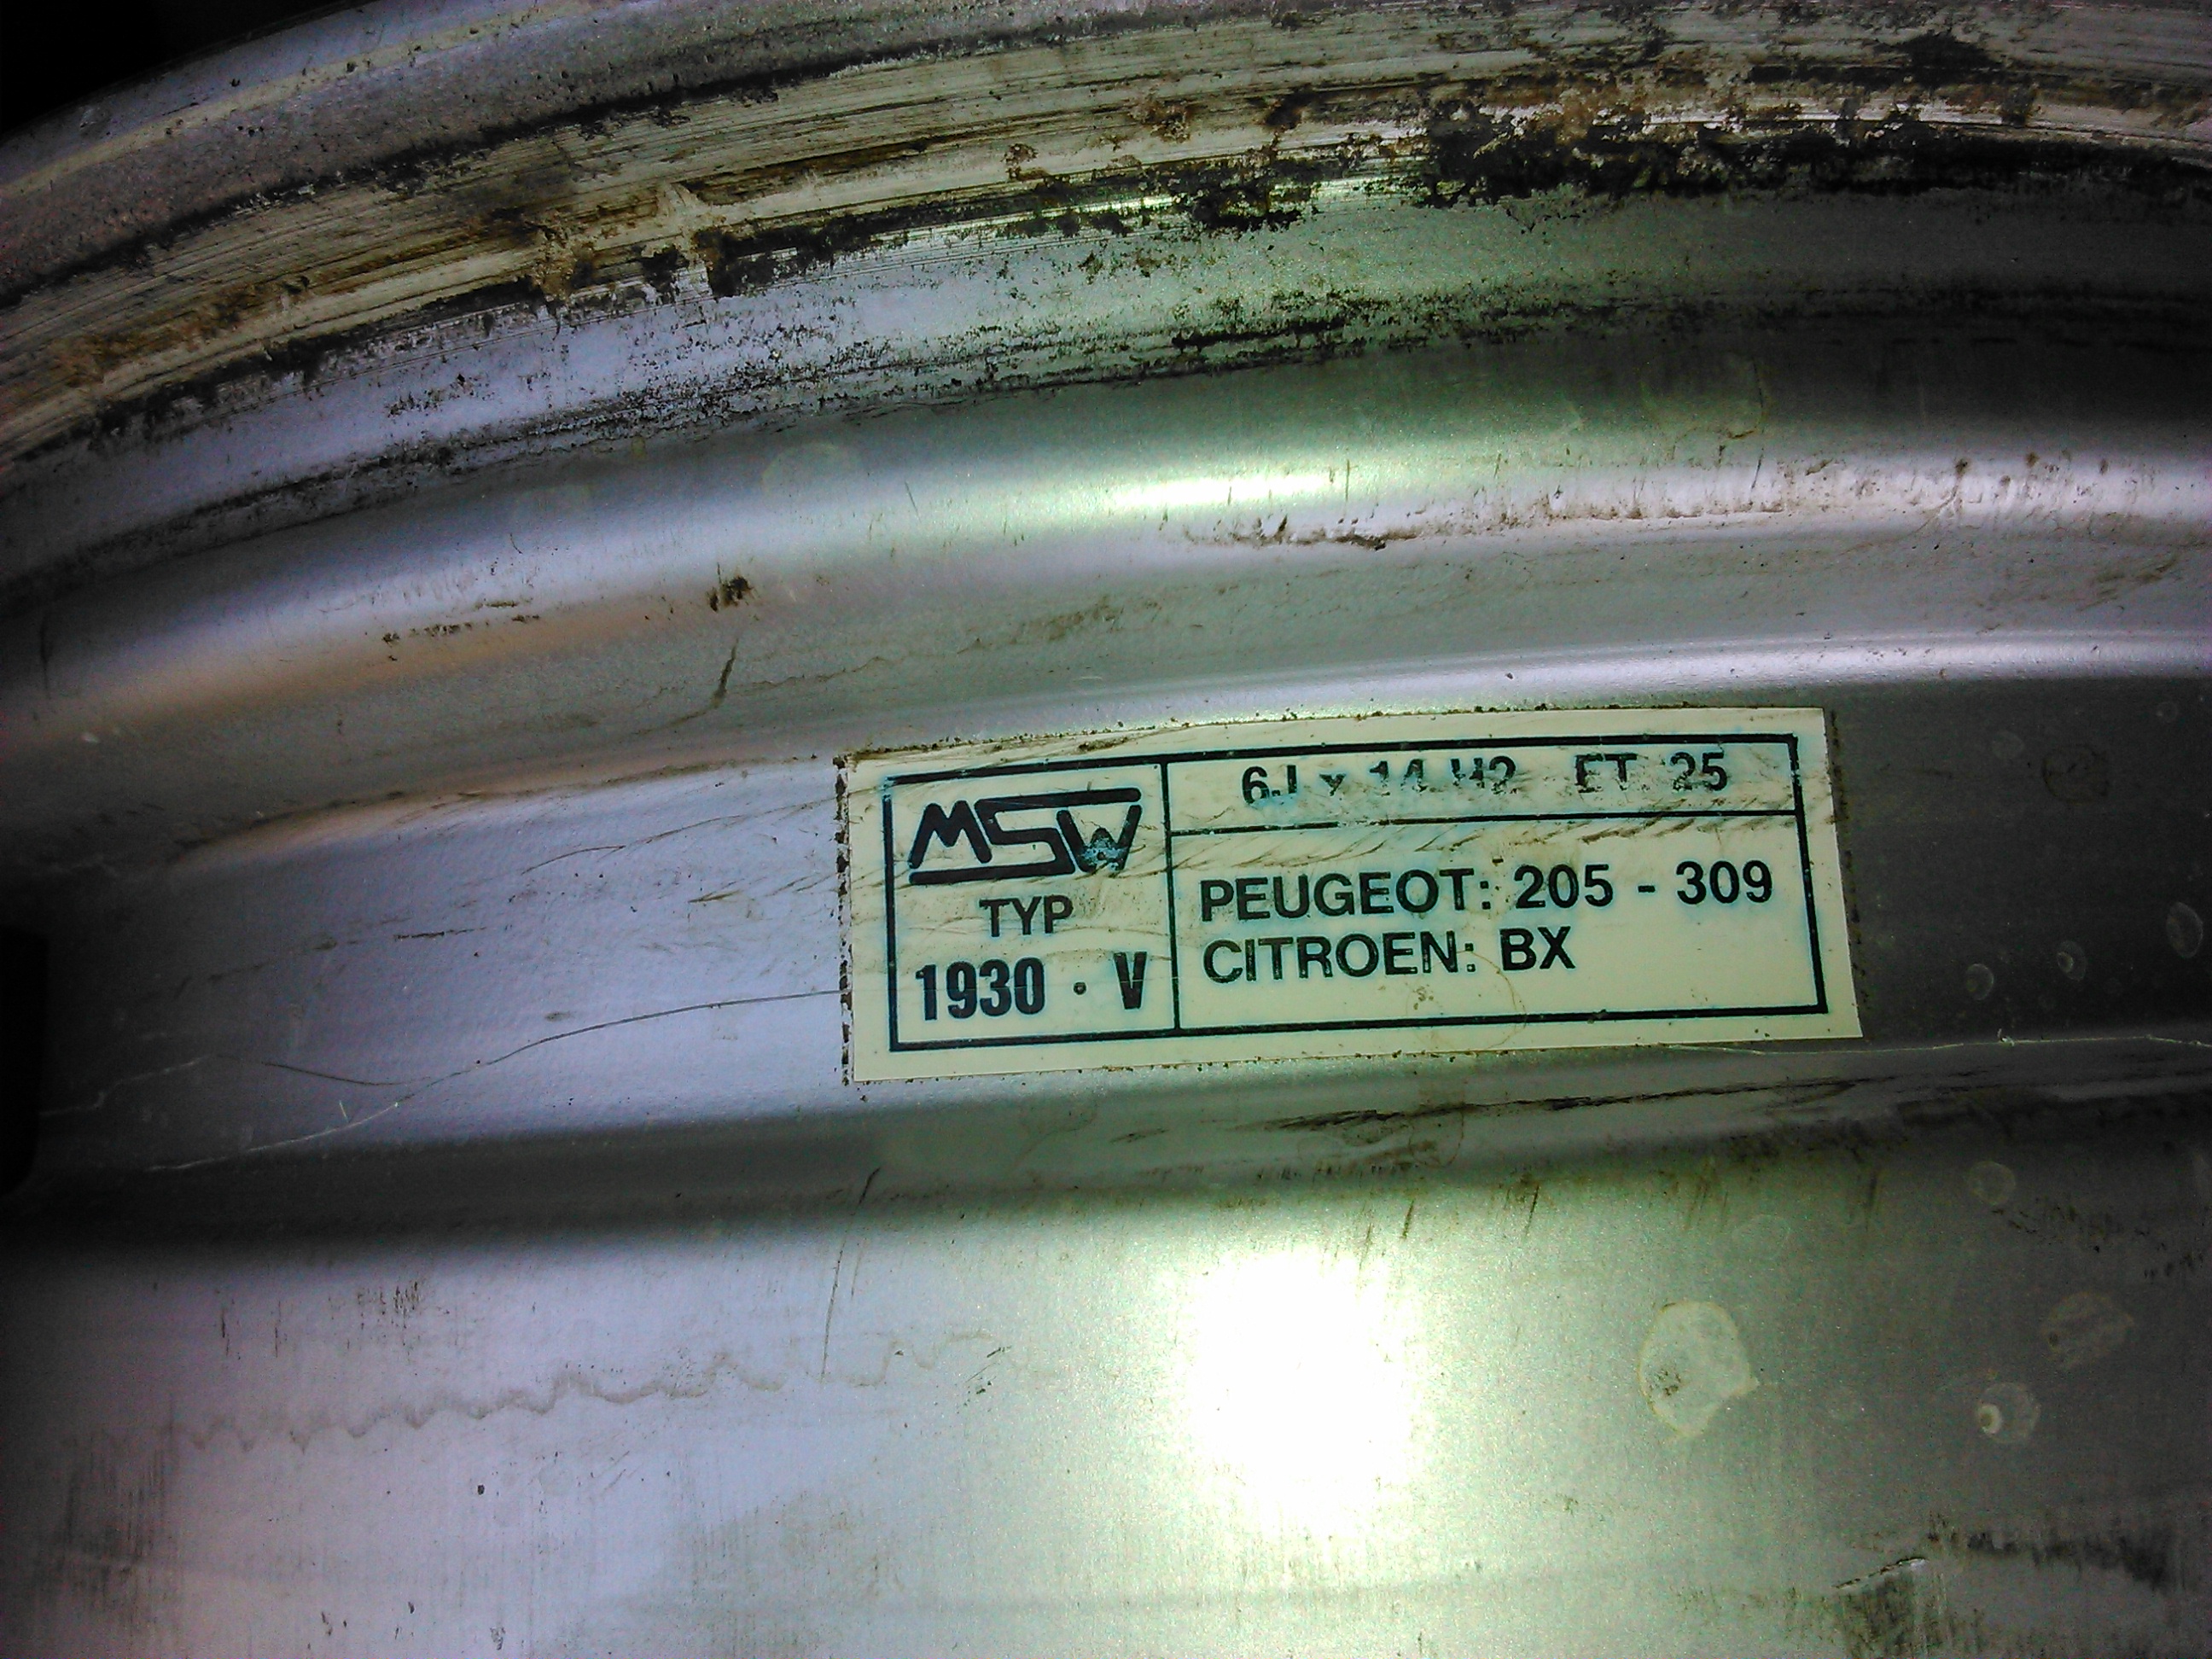 MSW
TYP
1930 · V
6J x 14 H2 ET. 25
PEUGEOT: 205 - 309
CITROEN: BX